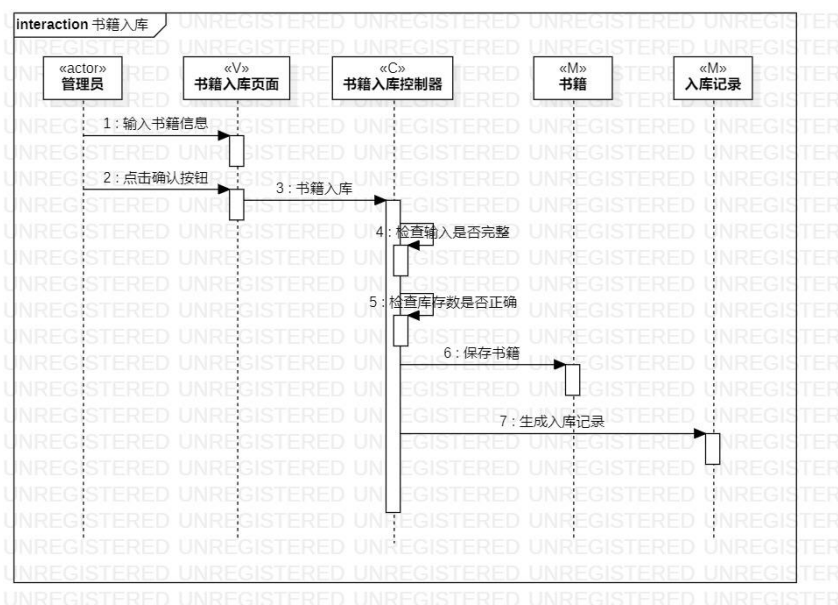 interaction 书籍入库
«actor»
管理员
«V»
书籍入库页面
«C»
书籍入库控制器
«M»
书籍
«M»
入库记录
1 : 输入书籍信息
2 : 点击确认按钮
3 : 书籍入库
4 : 检查输入是否完整
5 : 检查库存数是否正确
6 : 保存书籍
7 : 生成入库记录
UNREGISTERED